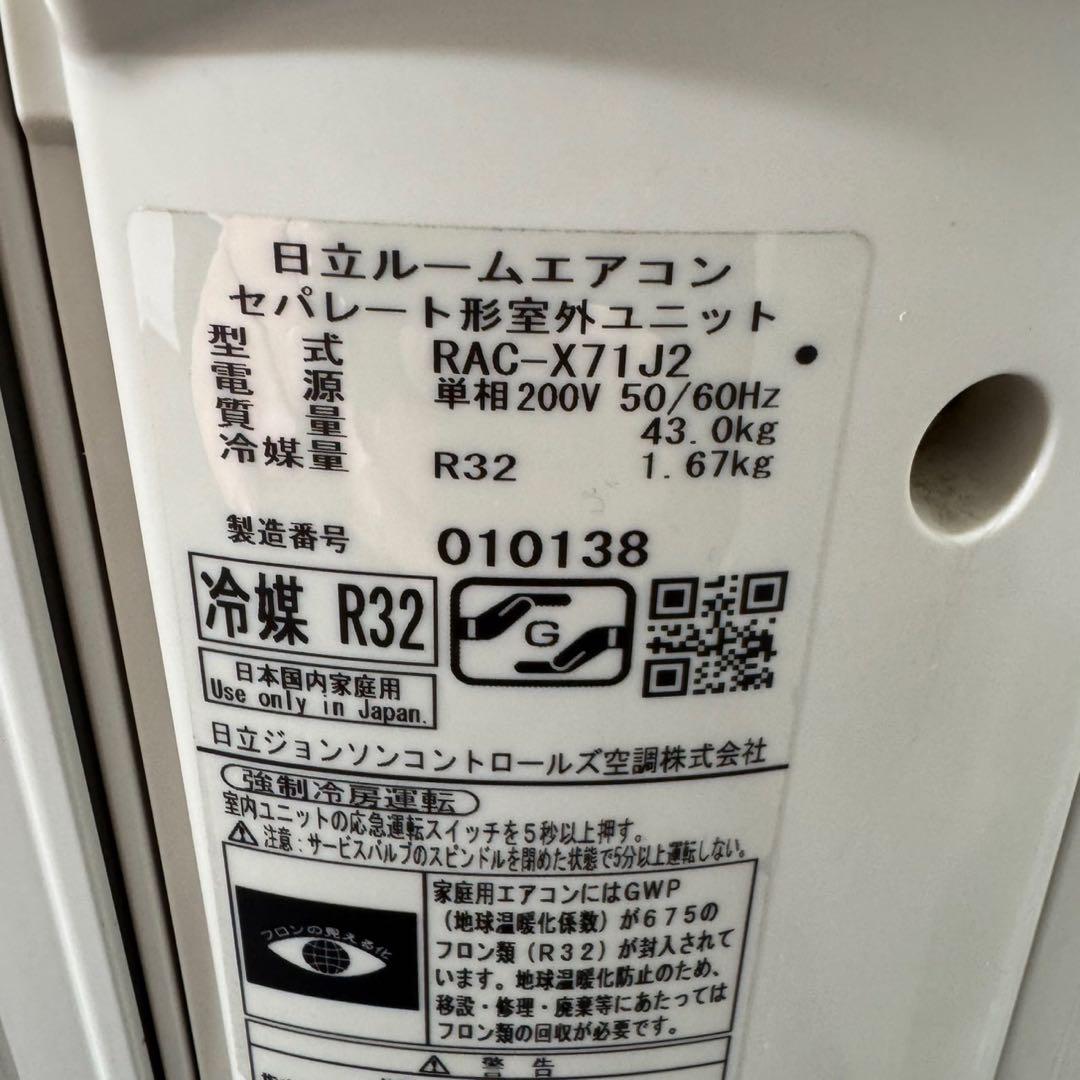 日立ルームエアコン
セパレート形室外ユニット
型式 RAC-X71J2
電源 単相200V 50/60Hz
質量 43.0kg
冷媒量 R32 1.67kg
製造番号 010138
冷媒 R32
G
日本国内家庭用
Use only in Japan.
日立ジョンソンコントロールズ空調株式会社
強制冷房運転
室内ユニットの応急運転スイッチを5秒以上押す。
注意:サービスバルブのスピンドルを閉めた状態で5分以上運転しない。
フロンの見える化
家庭用エアコンにはGWP
(地球温暖化係数)が675の
フロン類(R32)が封入されて
います。地球温暖化防止のため、
移設・修理・廃棄等にあたっては
フロン類の回収が必要です。
警告